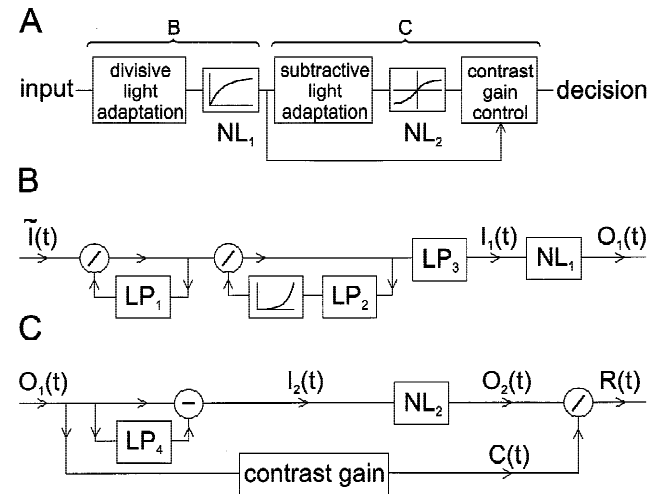 A
B
C
input
divisive
light
adaptation
NL₁
subtractive
light
adaptation
NL₂
contrast
gain
control
decision
B
Ĩ(t)
LP₁
LP₂
LP₃
I₁(t)
NL₁
O₁(t)
C
O₁(t)
LP₄
I₂(t)
NL₂
O₂(t)
R(t)
contrast gain
C(t)